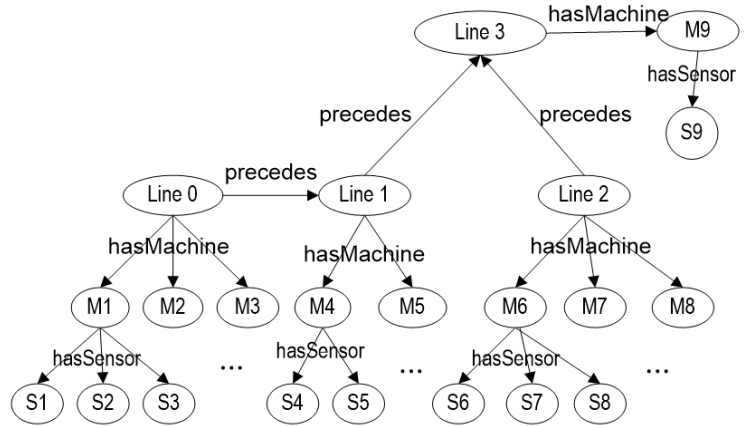 hasMachine
Line 3
M9
hasSensor
S9
precedes
precedes
precedes
Line 0
Line 1
Line 2
hasMachine
hasMachine
hasMachine
M1
M2
M3
M4
M5
M6
M7
M8
hasSensor
hasSensor
hasSensor
...
...
...
S1
S2
S3
S4
S5
S6
S7
S8